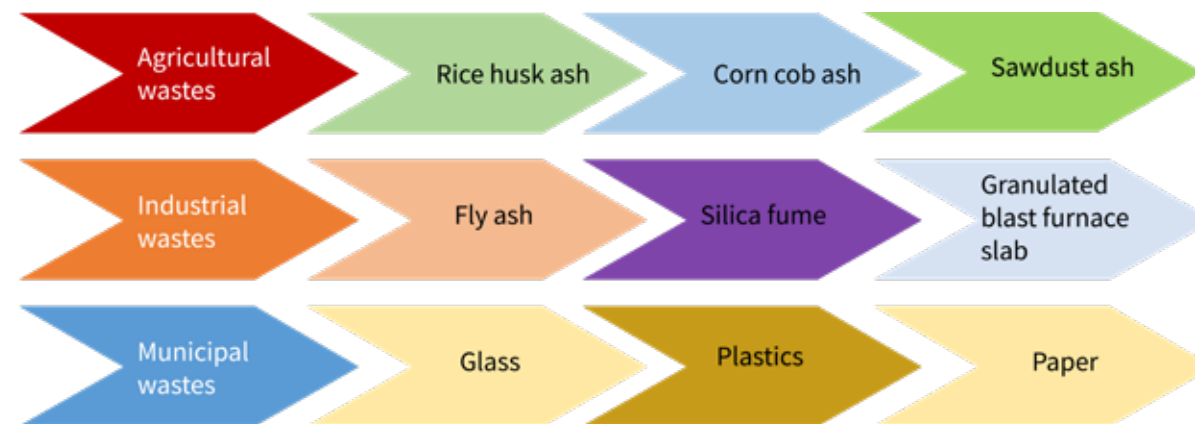 Agricultural
wastes
Rice husk ash
Corn cob ash
Sawdust ash
Industrial
wastes
Fly ash
Silica fume
Granulated
blast furnace
slab
Municipal
wastes
Glass
Plastics
Paper